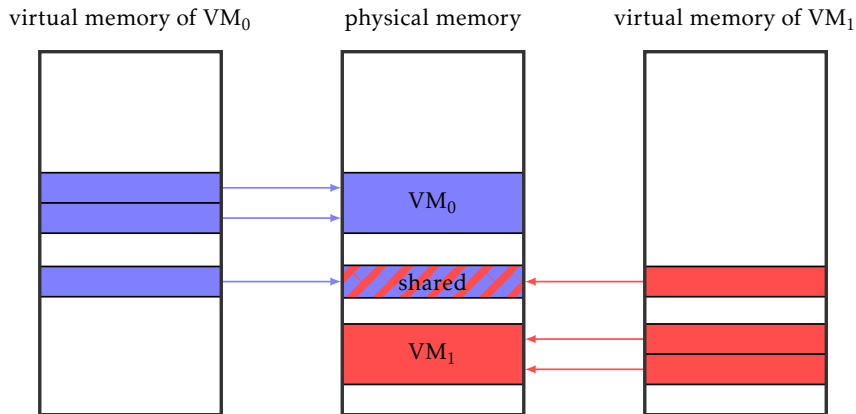 virtual memory of VM₀
physical memory
virtual memory of VM₁
VM₀
shared
VM₁